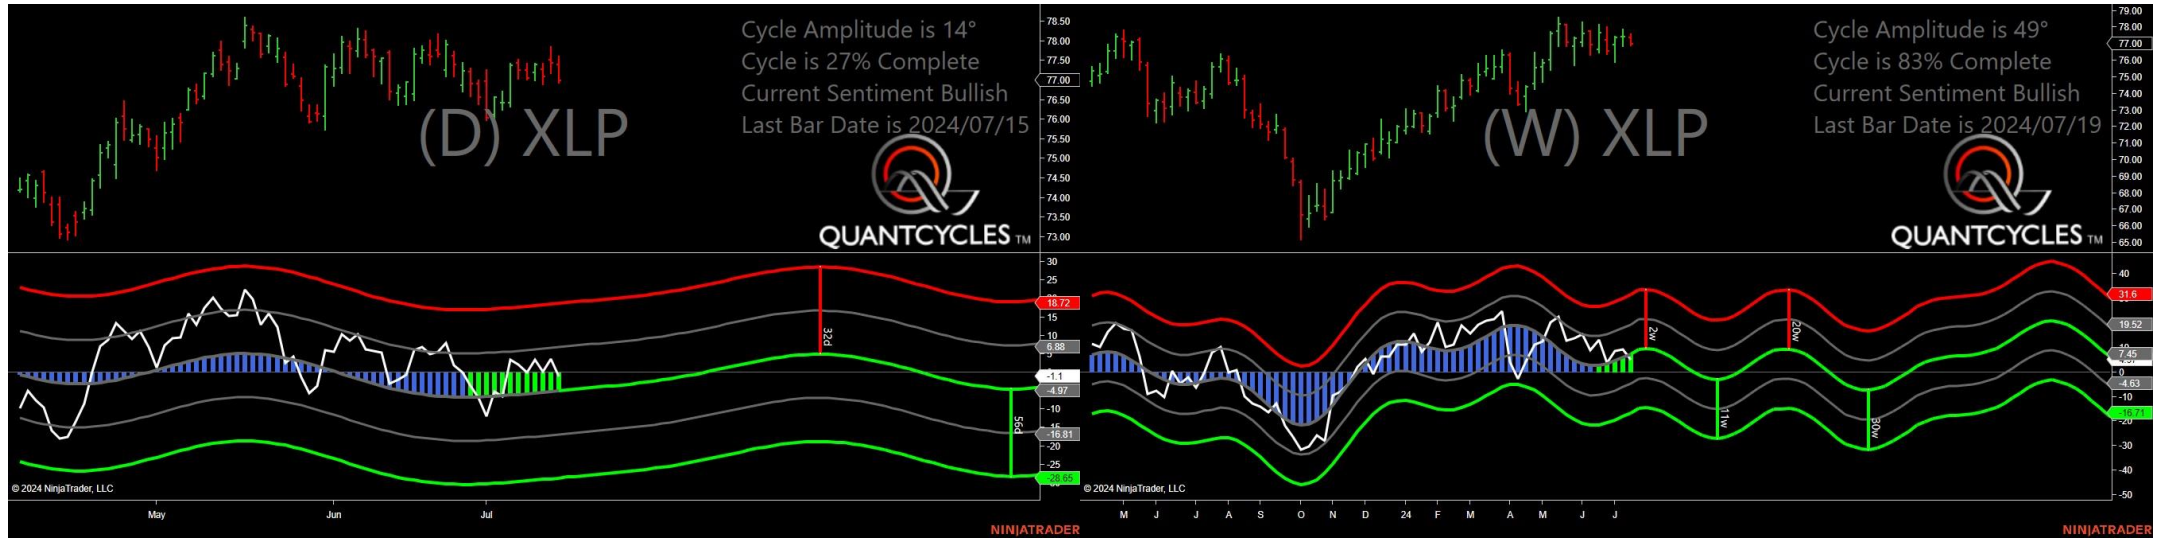 Cycle Amplitude is 14°
Cycle is 27% Complete
Current Sentiment Bullish
Last Bar Date is 2024/07/15
(D) XLP
QUANTCYCLES TM
78.50
78.00
77.50
77.00
76.50
76.00
75.50
75.00
74.50
74.00
73.50
73.00
30
25
18.72
15
10
6.88
-1.1
-4.97
-10
-16.81
-20
-25
-28.65
32d
56d
© 2024 NinjaTrader, LLC
May Jun Jul
NINJATRADER
Cycle Amplitude is 49°
Cycle is 83% Complete
Current Sentiment Bullish
Last Bar Date is 2024/07/19
(W) XLP
QUANTCYCLES TM
79.00
78.00
77.00
76.00
75.00
74.00
73.00
72.00
71.00
70.00
69.00
68.00
67.00
66.00
65.00
40
31.6
19.52
7.45
0
-4.63
-16.71
-20
-30
-40
-50
2w
11w
20w
30w
© 2024 NinjaTrader, LLC
M J J A S O N D 24 F M A M J J
NINJATRADER